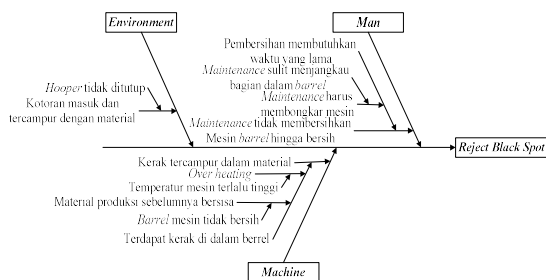 Environment
Man
Pembersihan membutuhkan
waktu yang lama
Maintenance sulit menjangkau
bagian dalam barrel
Maintenance harus
membongkar mesin
Maintenance tidak membersihkan
Mesin barrel hingga bersih
Hooper tidak ditutup
Kotoran masuk dan
tercampur dengan material
Reject Black Spot
Kerak tercampur dalam material
Over heating
Temperatur mesin terlalu tinggi
Material produksi sebelumnya bersisa
Barrel mesin tidak bersih
Terdapat kerak di dalam berrel
Machine